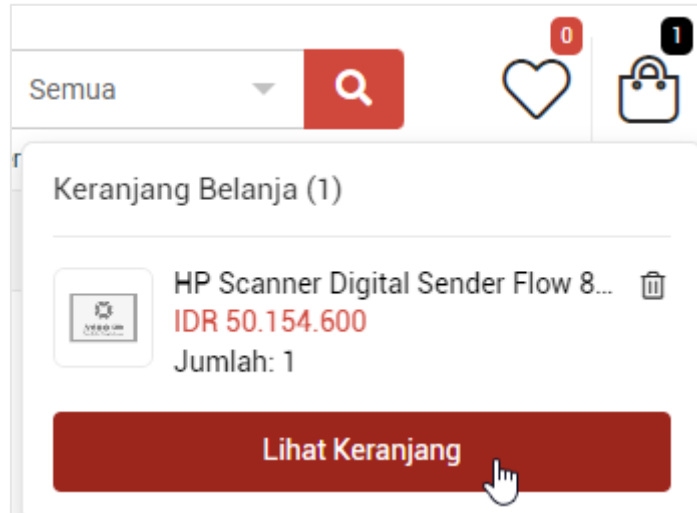 0
1
Semua
Keranjang Belanja (1)
HP Scanner Digital Sender Flow 8...
IDR 50.154.600
Jumlah: 1
Lihat Keranjang